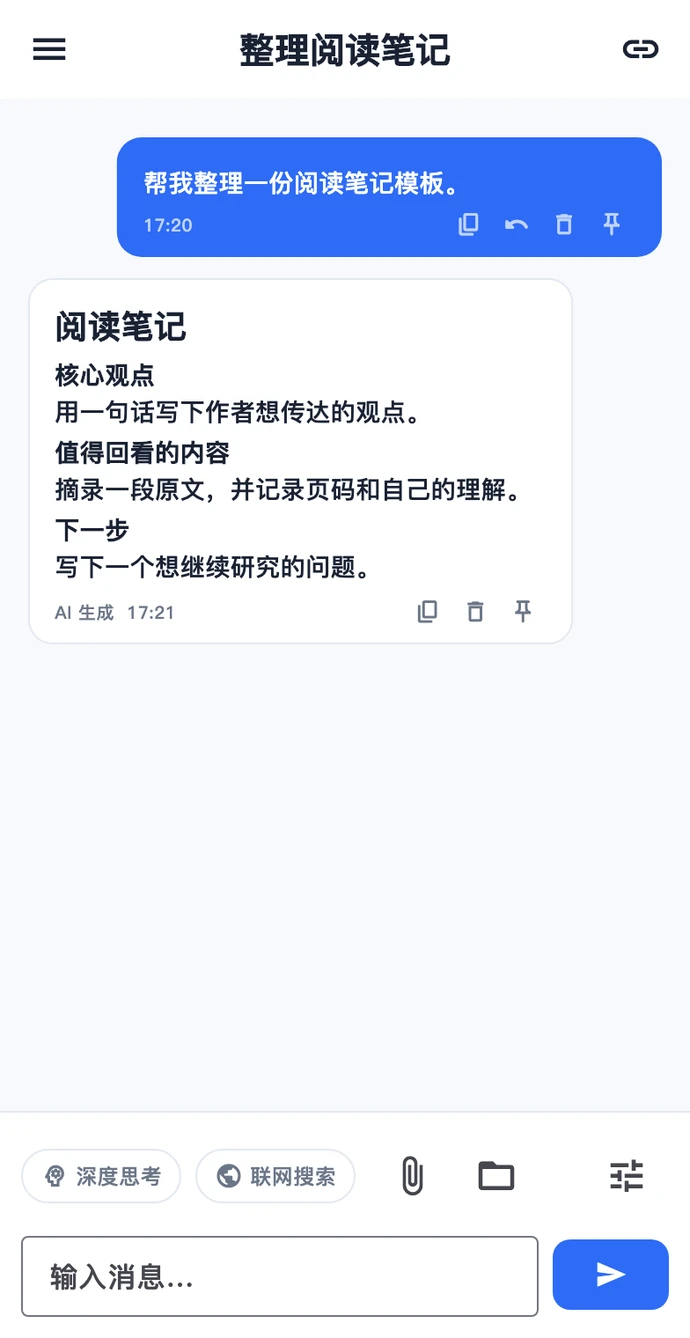 整理阅读笔记
帮我整理一份阅读笔记模板。
17:20
阅读笔记
核心观点
用一句话写下作者想传达的观点。
值得回看的内容
摘录一段原文，并记录页码和自己的理解。
下一步
写下一个想继续研究的问题。
AI 生成 17:21
深度思考 联网搜索
输入消息...